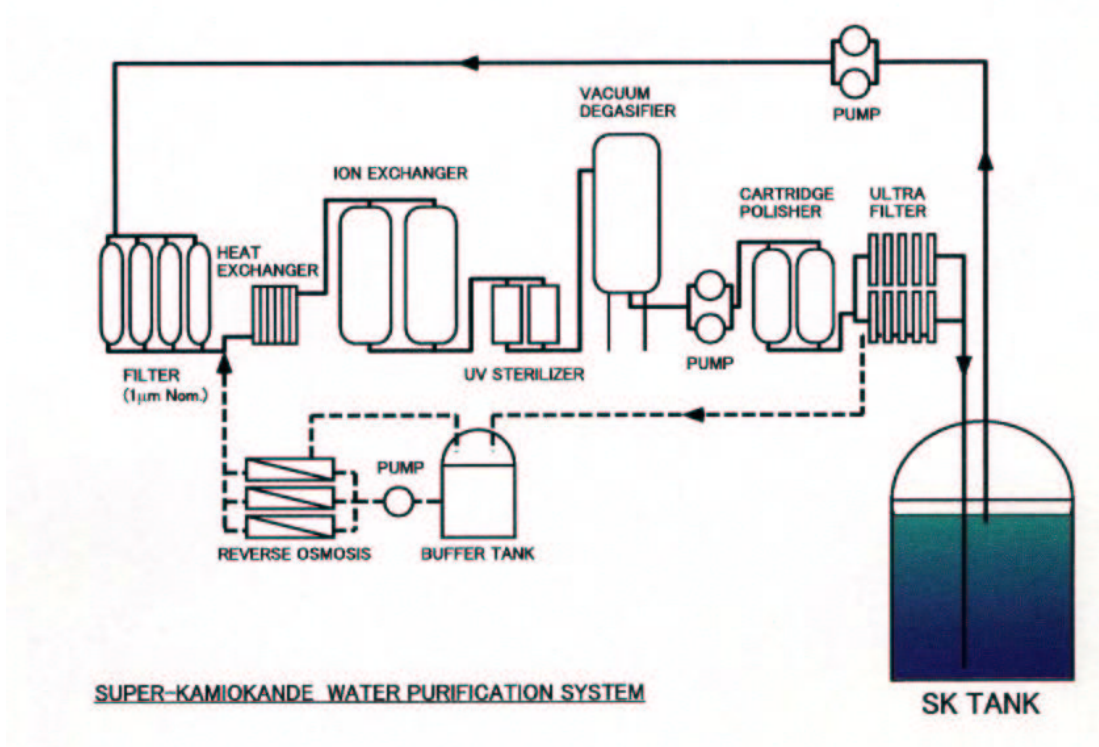 PUMP
VACUUM
DEGASIFIER
ION EXCHANGER
CARTRIDGE
POLISHER
ULTRA
FILTER
HEAT
EXCHANGER
PUMP
UV STERILIZER
FILTER
(1μm Nom.)
PUMP
REVERSE OSMOSIS
BUFFER TANK
SUPER-KAMIOKANDE WATER PURIFICATION SYSTEM
SK TANK